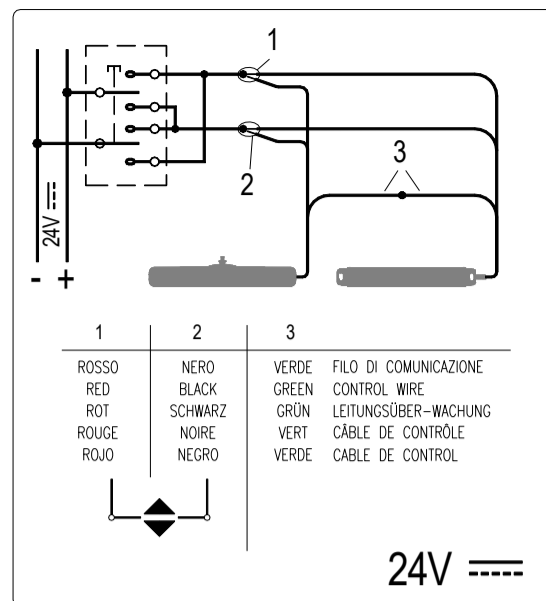 1
2
3
24V
- +
1 2 3
ROSSO NERO VERDE FILO DI COMUNICAZIONE
RED BLACK GREEN CONTROL WIRE
ROT SCHWARZ GRÜN LEITUNGSÜBER-WACHUNG
ROUGE NOIRE VERT CÂBLE DE CONTRÔLE
ROJO NEGRO VERDE CABLE DE CONTROL
24V